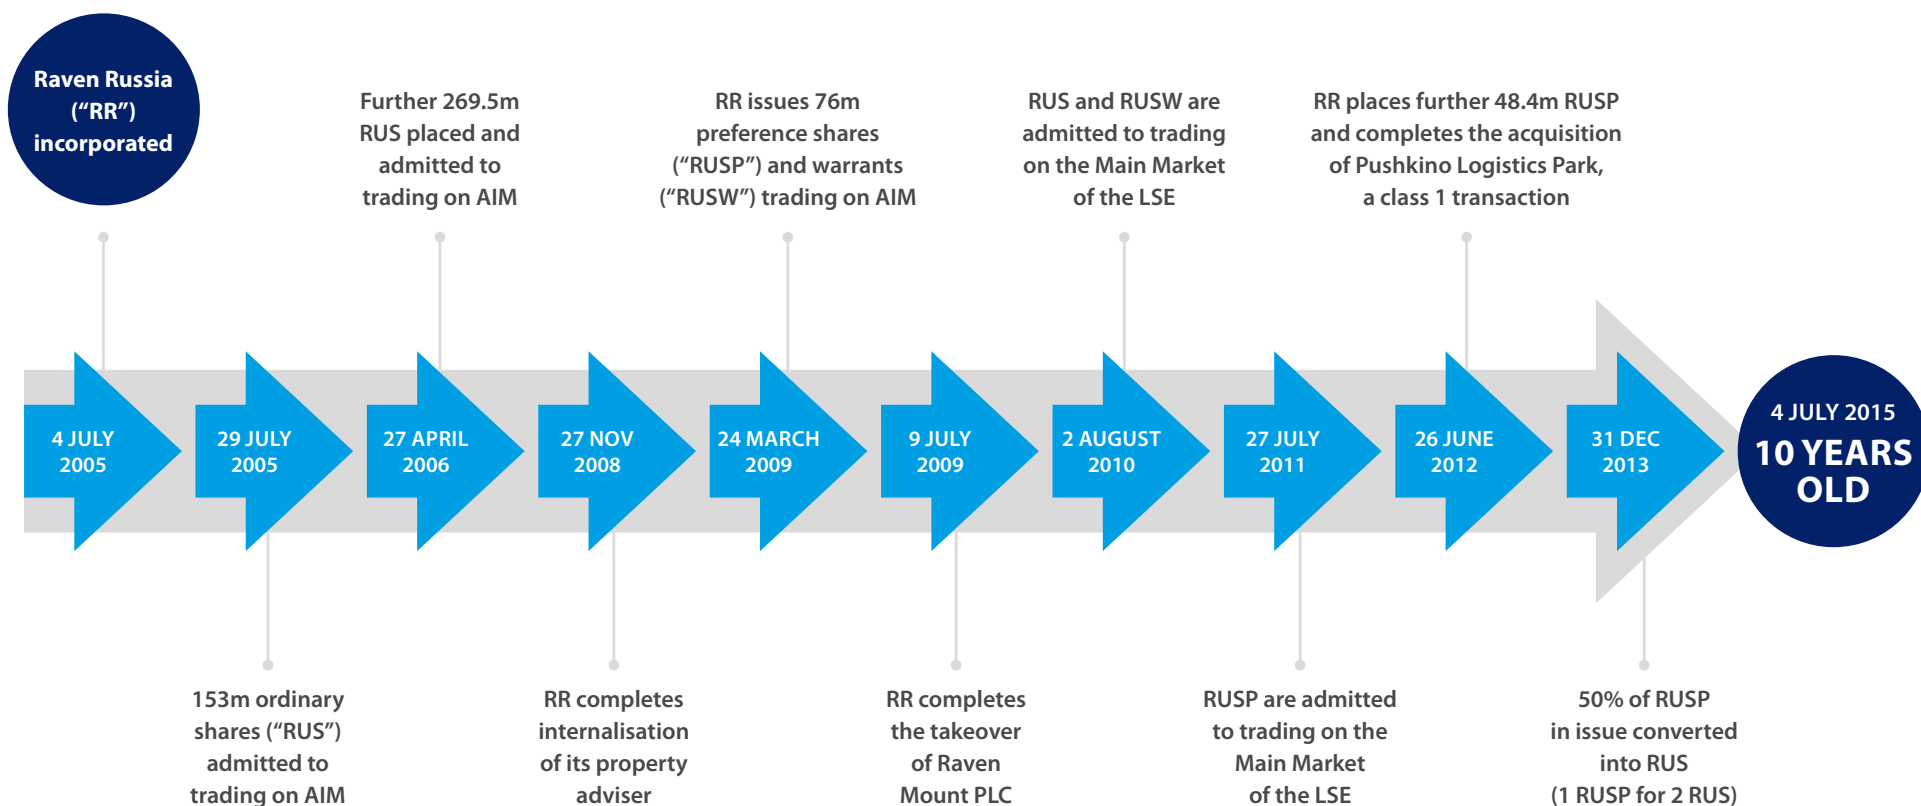 Raven Russia
(“RR”)
incorporated
Further 269.5m
RUS placed and
admitted to
trading on AIM
RR issues 76m
preference shares
(“RUSP”) and warrants
(“RUSW”) trading on AIM
RUS and RUSW are
admitted to trading
on the Main Market
of the LSE
RR places further 48.4m RUSP
and completes the acquisition
of Pushkino Logistics Park,
a class 1 transaction
4 JULY
2005
29 JULY
2005
27 APRIL
2006
27 NOV
2008
24 MARCH
2009
9 JULY
2009
2 AUGUST
2010
27 JULY
2011
26 JUNE
2012
31 DEC
2013
4 JULY 2015
10 YEARS
OLD
153m ordinary
shares (“RUS”)
admitted to
trading on AIM
RR completes
internalisation
of its property
adviser
RR completes
the takeover
of Raven
Mount PLC
RUSP are admitted
to trading on the
Main Market
of the LSE
50% of RUSP
in issue converted
into RUS
(1 RUSP for 2 RUS)